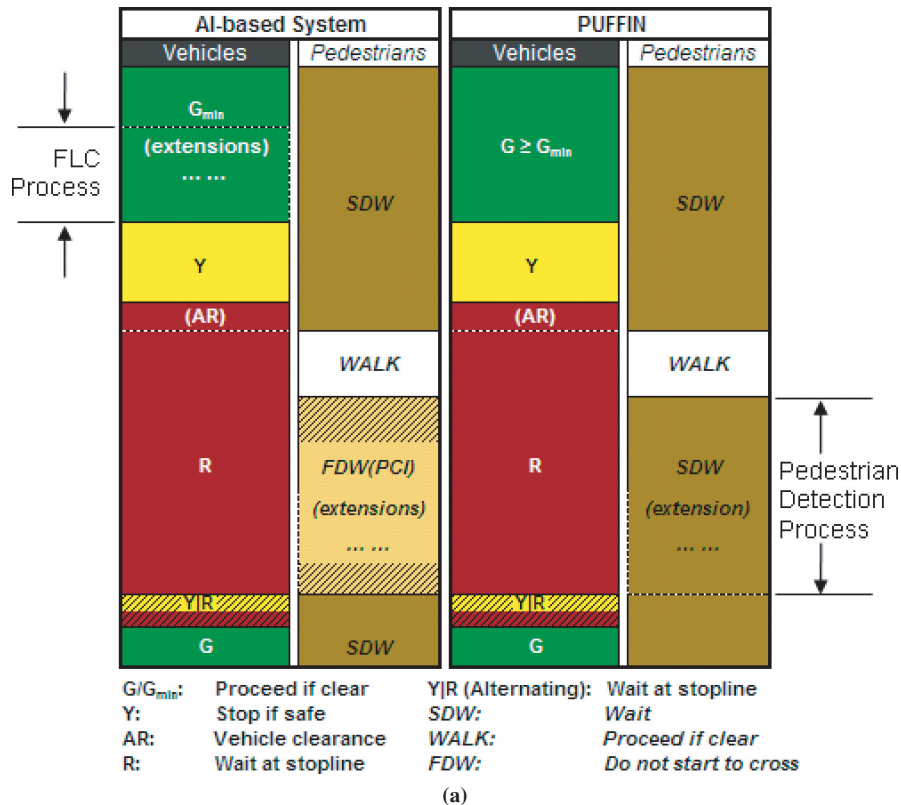 AI-based System PUFFIN
Vehicles Pedestrians Vehicles Pedestrians
Gmin
FLC
Process
(extensions)
... ...
SDW
G ≥ Gmin
SDW
Y
Y
(AR)
(AR)
WALK
WALK
R
FDW(PCI)
(extensions)
... ...
R
SDW
(extension)
... ...
Pedestrian
Detection
Process
Y|R
Y|R
G
SDW
G
G/Gmin: Proceed if clear Y|R (Alternating): Wait at stopline
Y: Stop if safe SDW: Wait
AR: Vehicle clearance WALK: Proceed if clear
R: Wait at stopline FDW: Do not start to cross
(a)